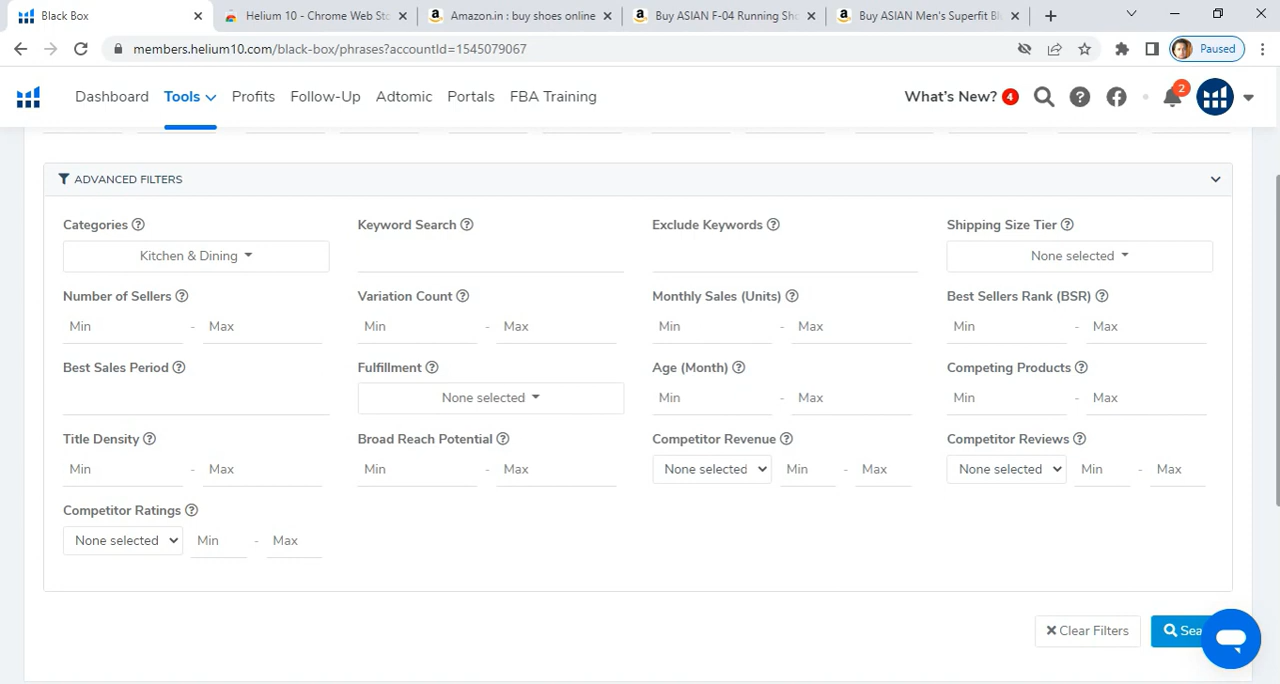 Black Box
Helium 10 - Chrome Web Sto
Amazon.in : buy shoes online
Buy ASIAN F-04 Running Sho
Buy ASIAN Men's Superfit Bl
members.helium10.com/black-box/phrases?accountId=1545079067
Paused
Dashboard Tools Profits Follow-Up Adtomic Portals FBA Training What's New? 4 2
ADVANCED FILTERS
Categories Keyword Search Exclude Keywords Shipping Size Tier
Kitchen & Dining None selected
Number of Sellers Variation Count Monthly Sales (Units) Best Sellers Rank (BSR)
Min - Max Min - Max Min - Max Min - Max
Best Sales Period Fulfillment Age (Month) Competing Products
None selected Min - Max Min - Max
Title Density Broad Reach Potential Competitor Revenue Competitor Reviews
Min - Max Min - Max None selected Min - Max None selected Min - Max
Competitor Ratings
None selected Min - Max
Clear Filters Sea